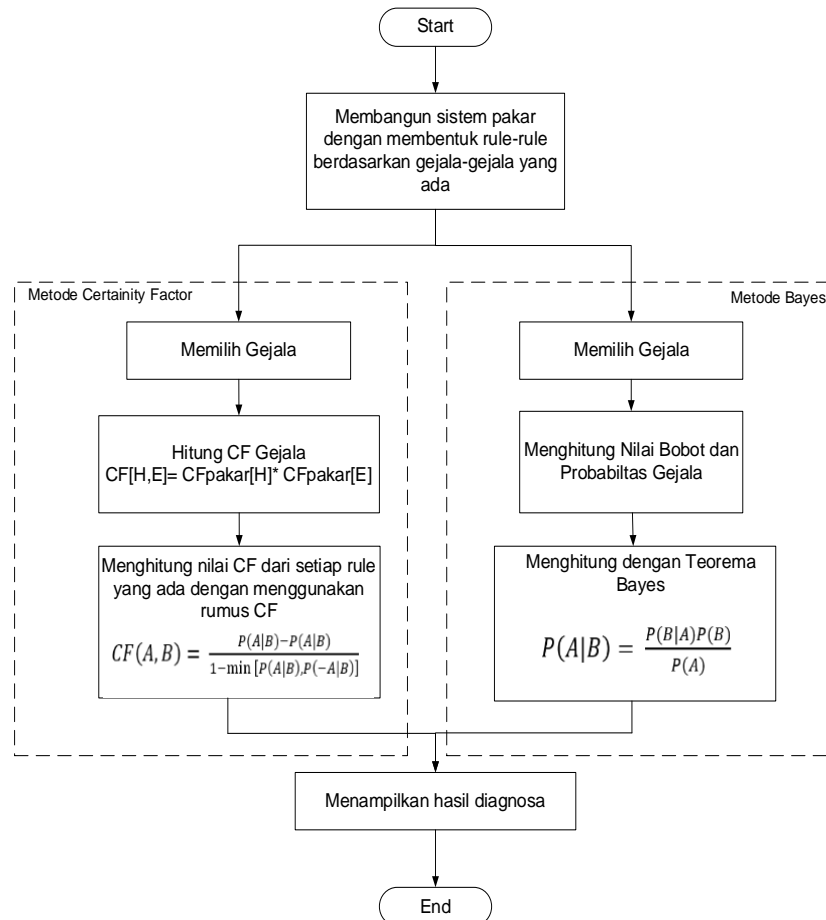 Start
Membangun sistem pakar
dengan membentuk rule-rule
berdasarkan gejala-gejala yang
ada
Metode Certainity Factor
Memilih Gejala
Hitung CF Gejala
CF[H,E]= CFpakar[H]* CFpakar[E]
Menghitung nilai CF dari setiap rule
yang ada dengan menggunakan
rumus CF
CF(A,B) = P(A|B)−P(A|B) / 1−min [P(A|B),P(−A|B)]
Metode Bayes
Memilih Gejala
Menghitung Nilai Bobot dan
Probabiltas Gejala
Menghitung dengan Teorema
Bayes
P(A|B) = P(B|A)P(B) / P(A)
Menampilkan hasil diagnosa
End